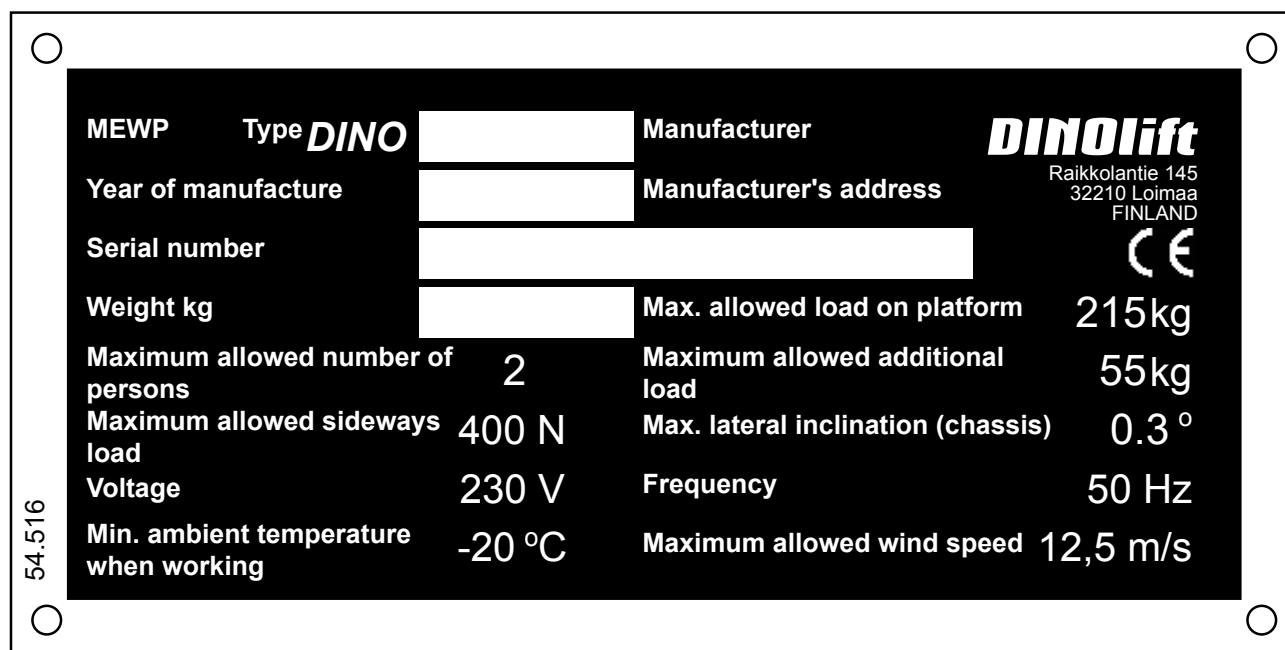 MEWP Type DINO Manufacturer DINOlift
Raikkolantie 145
Year of manufacture Manufacturer's address 32210 Loimaa
FINLAND
Serial number CE
Weight kg Max. allowed load on platform 215kg
Maximum allowed number of
persons 2
Maximum allowed additional
load 55kg
Maximum allowed sideways
load 400 N
Max. lateral inclination (chassis) 0.3 º
Voltage 230 V Frequency 50 Hz
Min. ambient temperature
when working -20 ºC
Maximum allowed wind speed 12,5 m/s
54.516